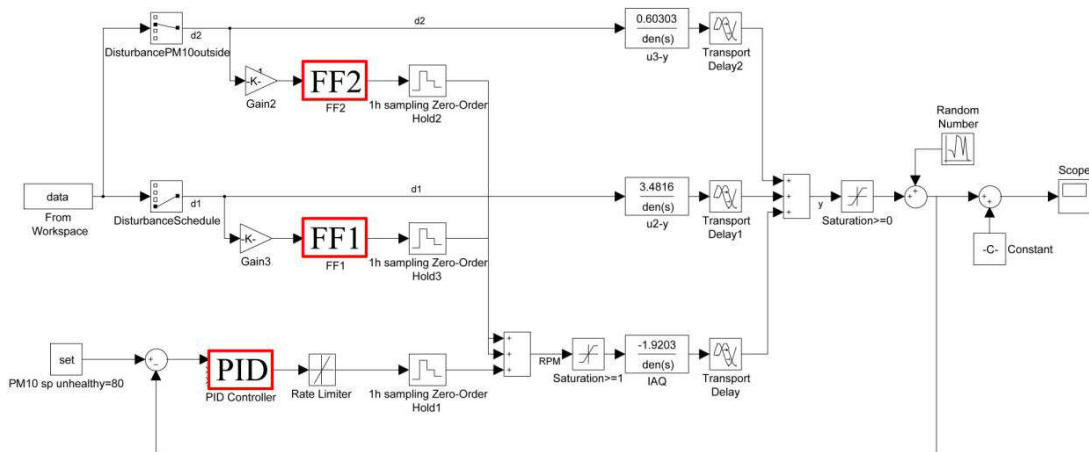 d2
d2
DisturbancePM10outside
-K-
1
Gain2
FF2
FF2
1h sampling Zero-Order
Hold2
0.60303
den(s)
u3-y
Transport
Delay2
Random
Number
Scope
data
From
Workspace
d1
DisturbanceSchedule
d1
-K-
Gain3
FF1
FF1
1h sampling Zero-Order
Hold3
3.4816
den(s)
u2-y
Transport
Delay1
+
+
+
y
Saturation>=0
+
+
+
+
-C-
Constant
set
PM10 sp unhealthy=80
+
−
PID
PID Controller
Rate Limiter
1h sampling Zero-Order
Hold1
+
+
+
RPM
Saturation>=1
-1.9203
den(s)
IAQ
Transport
Delay